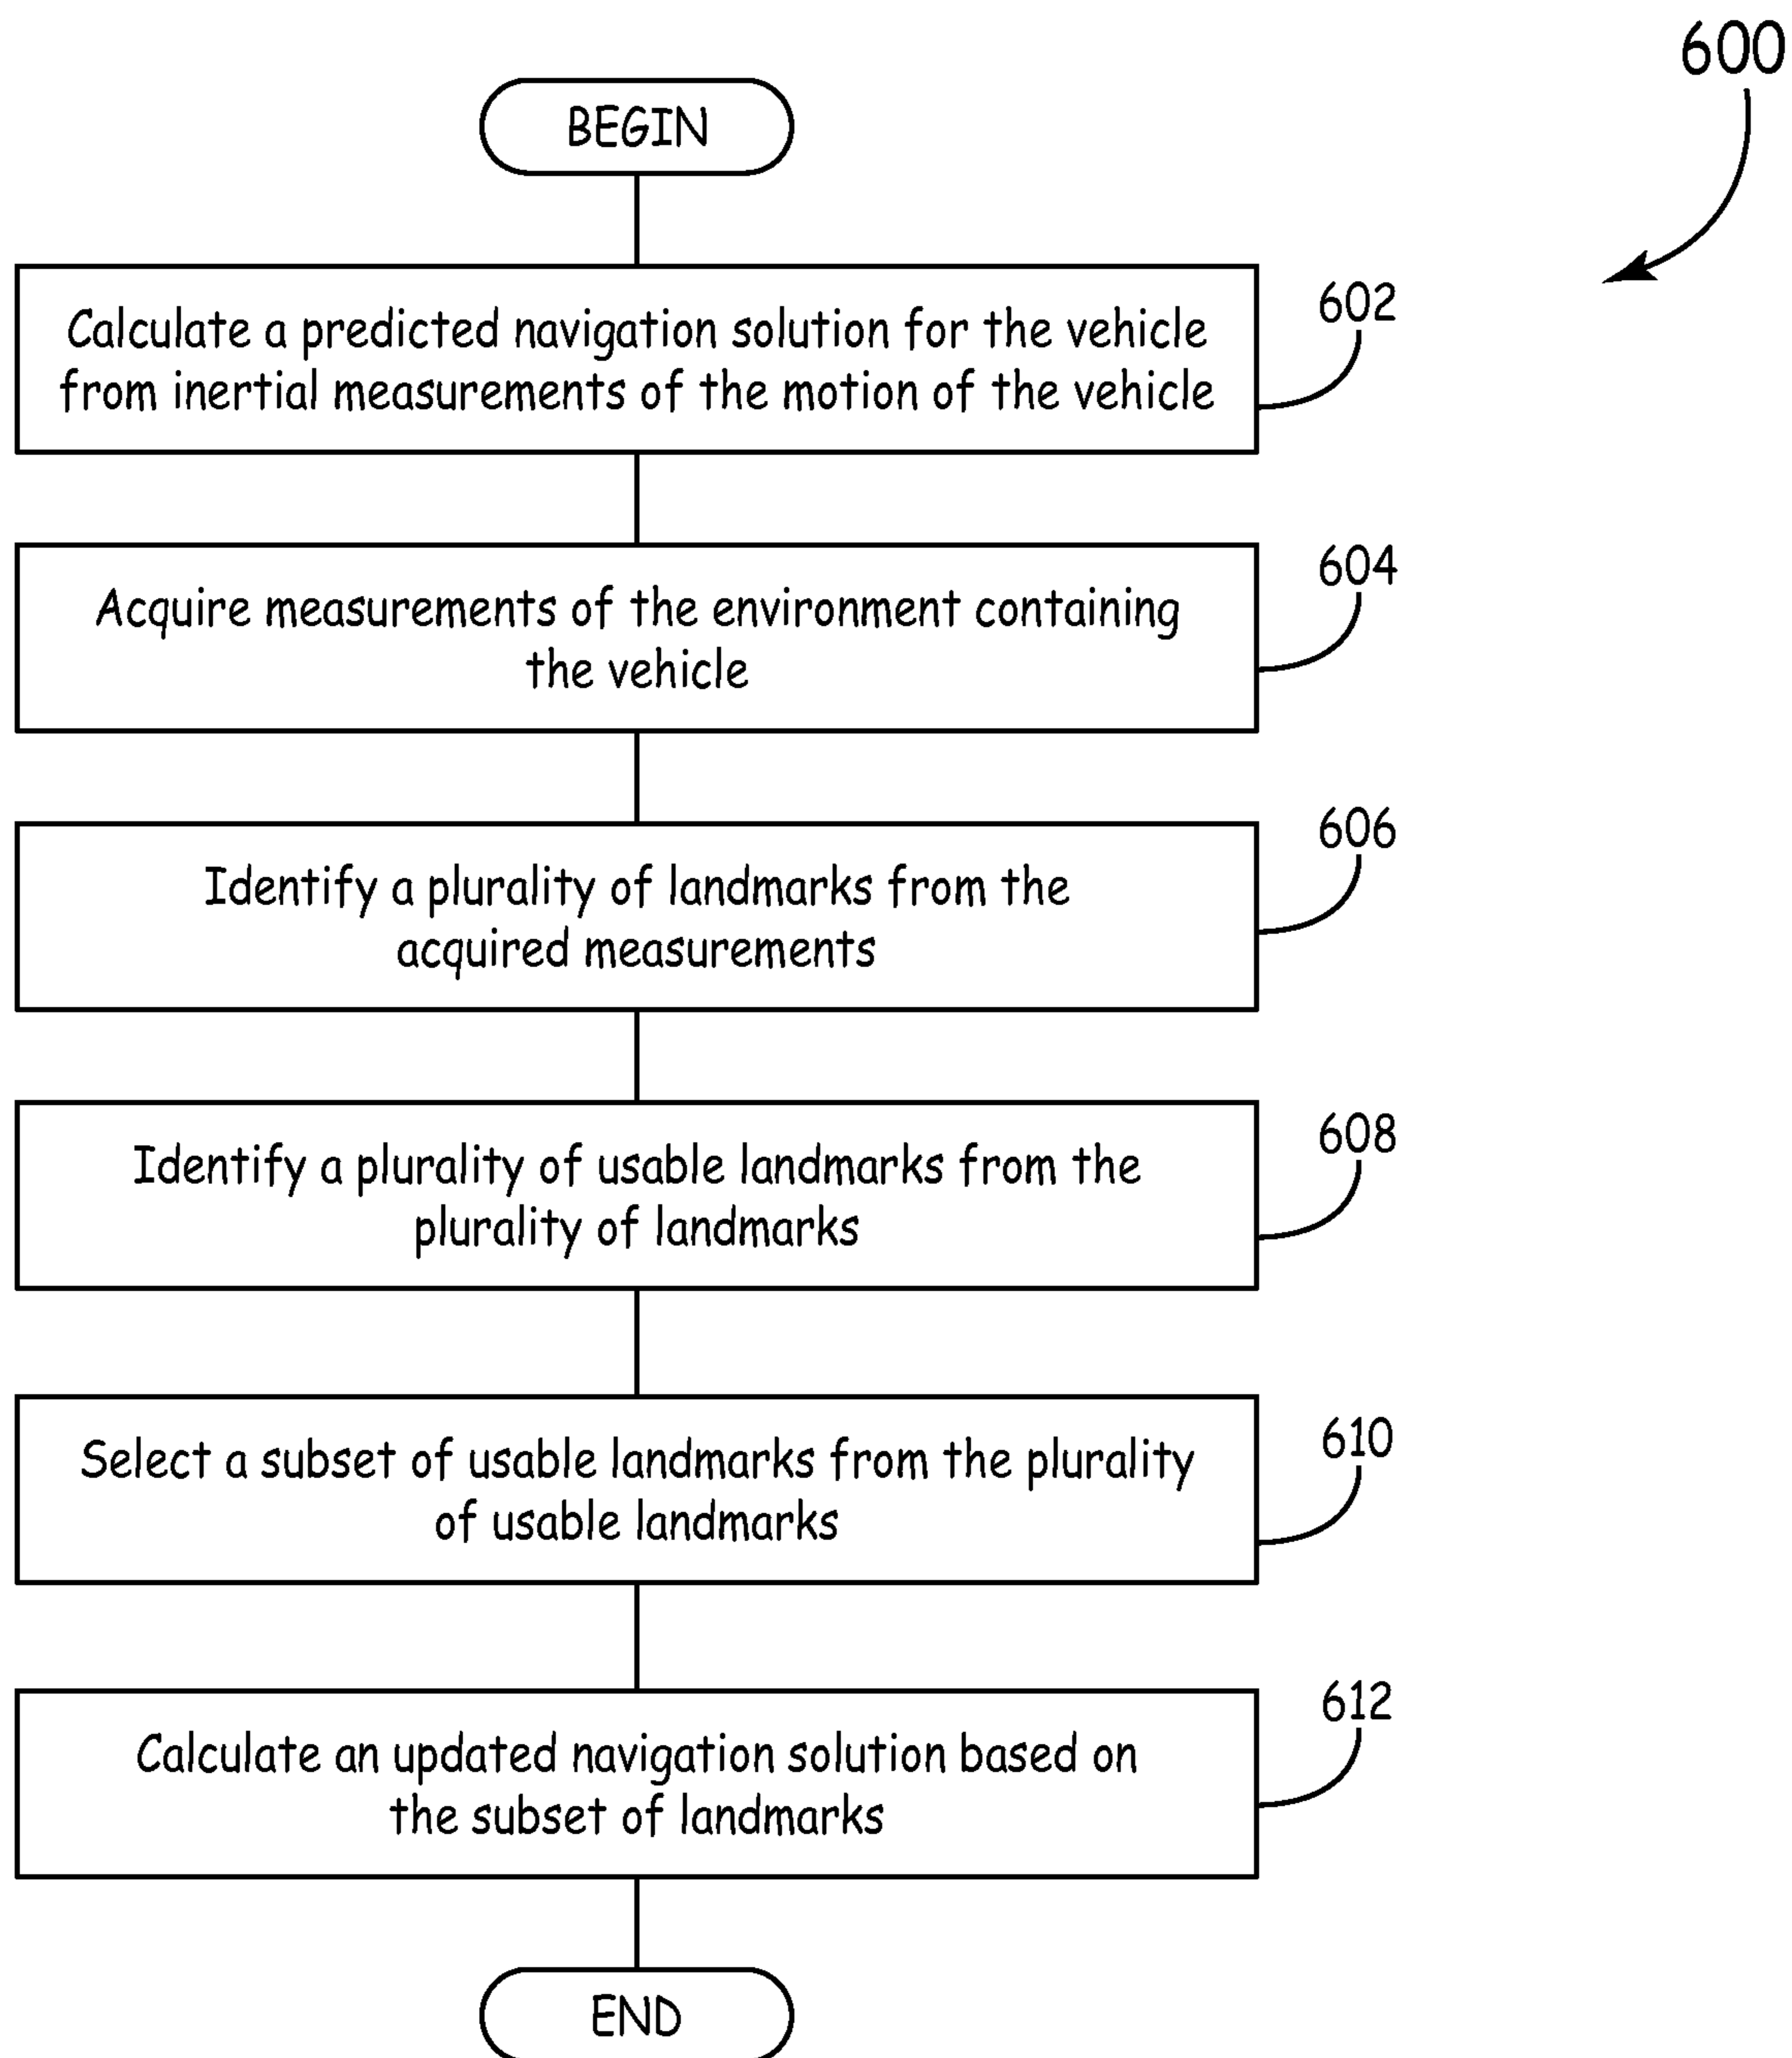 600
BEGIN
Calculate a predicted navigation solution for the vehicle
from inertial measurements of the motion of the vehicle
602
Acquire measurements of the environment containing
the vehicle
604
Identify a plurality of landmarks from the
acquired measurements
606
Identify a plurality of usable landmarks from the
plurality of landmarks
608
Select a subset of usable landmarks from the plurality
of usable landmarks
610
Calculate an updated navigation solution based on
the subset of landmarks
612
END